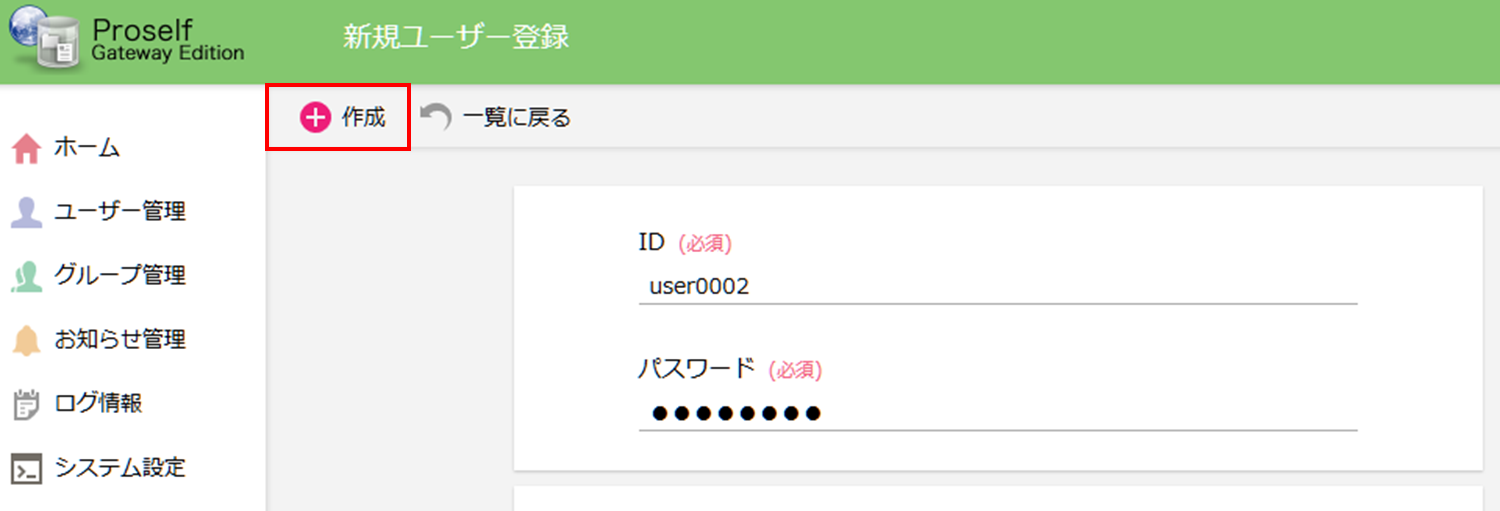 Proself
Gateway Edition
新規ユーザー登録
作成
一覧に戻る
ホーム
ユーザー管理
グループ管理
お知らせ管理
ログ情報
システム設定
ID (必須)
user0002
パスワード (必須)
●●●●●●●●